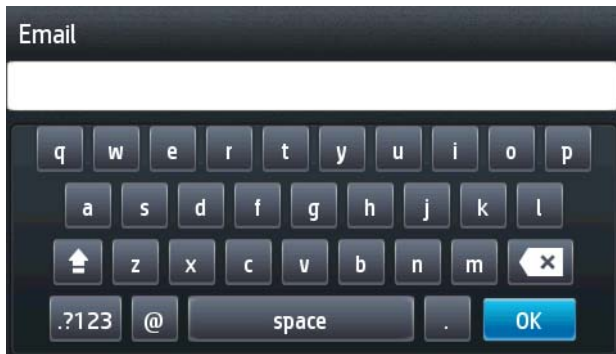 Email
q w e r t y u i o p
a s d f g h j k l
z x c v b n m
.?123 @ space . OK